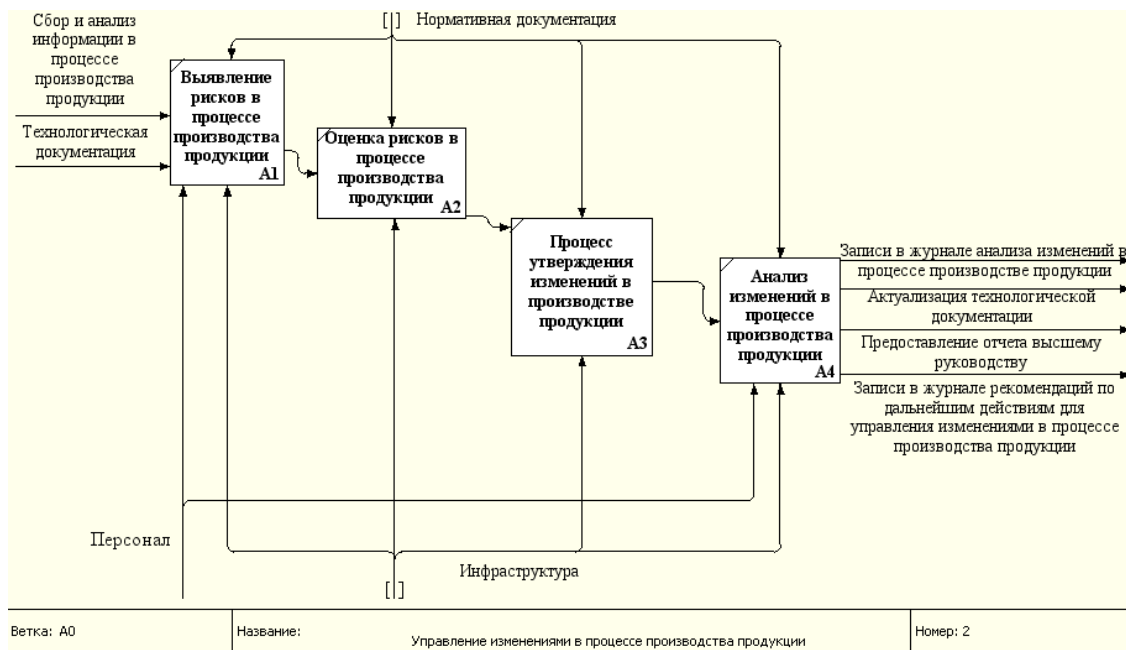 Сбор и анализ
информации в
процессе
производства
продукции
Технологическая
документация
[ ] Нормативная документация
Выявление
рисков в
процессе
производства
продукции
A1
Оценка рисков в
процессе
производства
продукции
A2
Процесс
утверждения
изменений в
производстве
продукции
A3
Анализ
изменений в
процессе
производства
продукции
A4
Записи в журнале анализа изменений в
процессе производстве продукции
Актуализация технологической
документации
Предоставление отчета высшему
руководству
Записи в журнале рекомендаций по
дальнейшим действиям для
управления изменениями в процессе
производства продукции
Персонал
Инфраструктура
[ ]
Ветка: A0
Название:
Управление изменениями в процессе производства продукции
Номер: 2